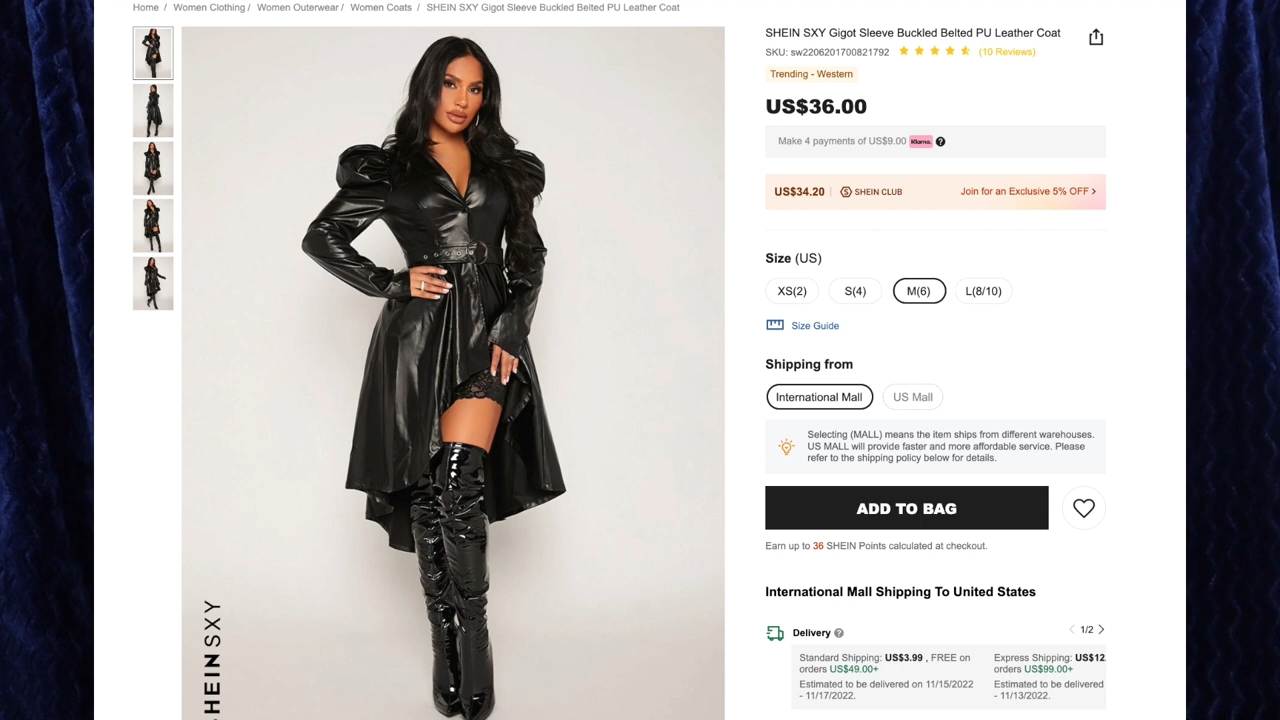 Home / Women Clothing / Women Outerwear / Women Coats / SHEIN SXY Gigot Sleeve Buckled Belted PU Leather Coat
SHEIN SXY Gigot Sleeve Buckled Belted PU Leather Coat
SKU: sw2206201700821792 (10 Reviews)
Trending - Western
US$36.00
Make 4 payments of US$9.00 Klarna. ?
US$34.20 | S SHEIN CLUB Join for an Exclusive 5% OFF >
Size (US)
XS(2) S(4) M(6) L(8/10)
Size Guide
Shipping from
International Mall US Mall
Selecting (MALL) means the item ships from different warehouses.
US MALL will provide faster and more affordable service. Please
refer to the shipping policy below for details.
ADD TO BAG
Earn up to 36 SHEIN Points calculated at checkout.
International Mall Shipping To United States
Delivery ? < 1/2 >
Standard Shipping: US$3.99 , FREE on
orders US$49.00+
Estimated to be delivered on 11/15/2022
- 11/17/2022.
Express Shipping: US$12
orders US$99.00+
Estimated to be delivered
- 11/13/2022.
SHEIN SXY